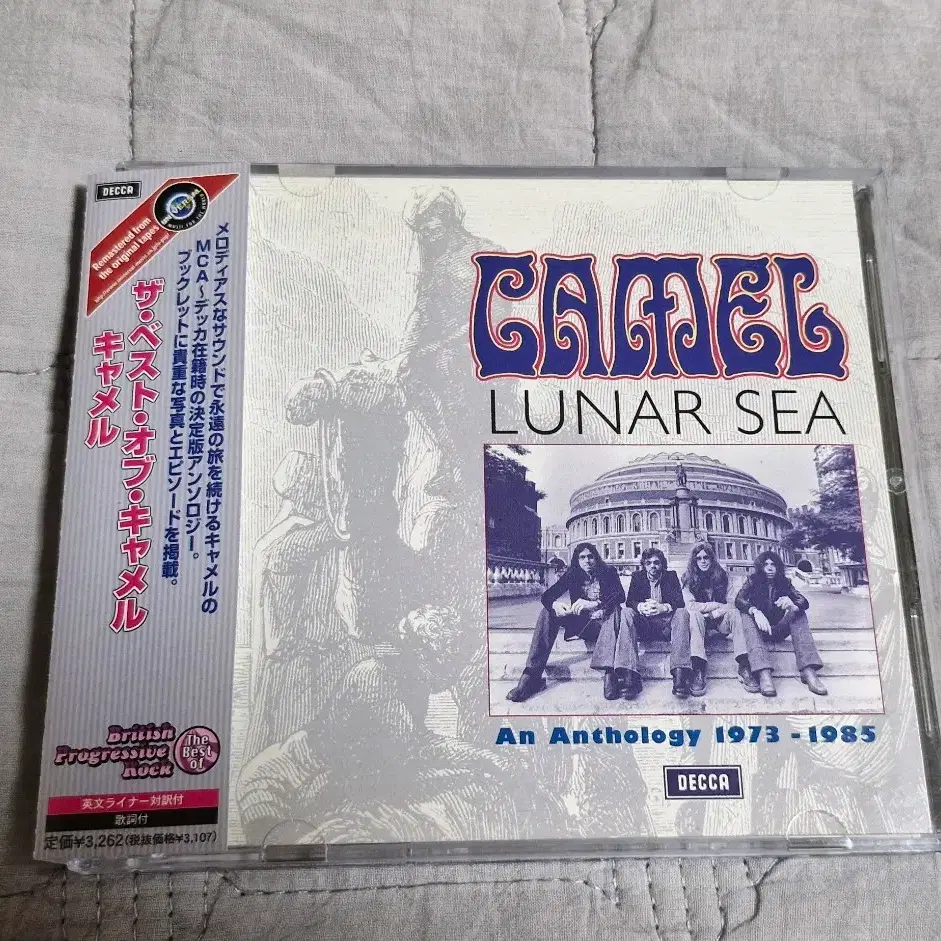 DECCA
Remastered from
the original tapes
ザ・ベスト・オブ・キャメル
キャメル
メロディアスなサウンドで永遠の旅を続けるキャメルの
MCA〜デッカ在籍時の決定版アンソロジー。
ブックレットに貴重な写真とエピソードを掲載。
British
Progressive
Rock
The
Best
of
英文ライナー対訳付
歌詞付
定価¥3,262(税抜価格¥3,107)
CAMEL
LUNAR SEA
An Anthology 1973 - 1985
DECCA